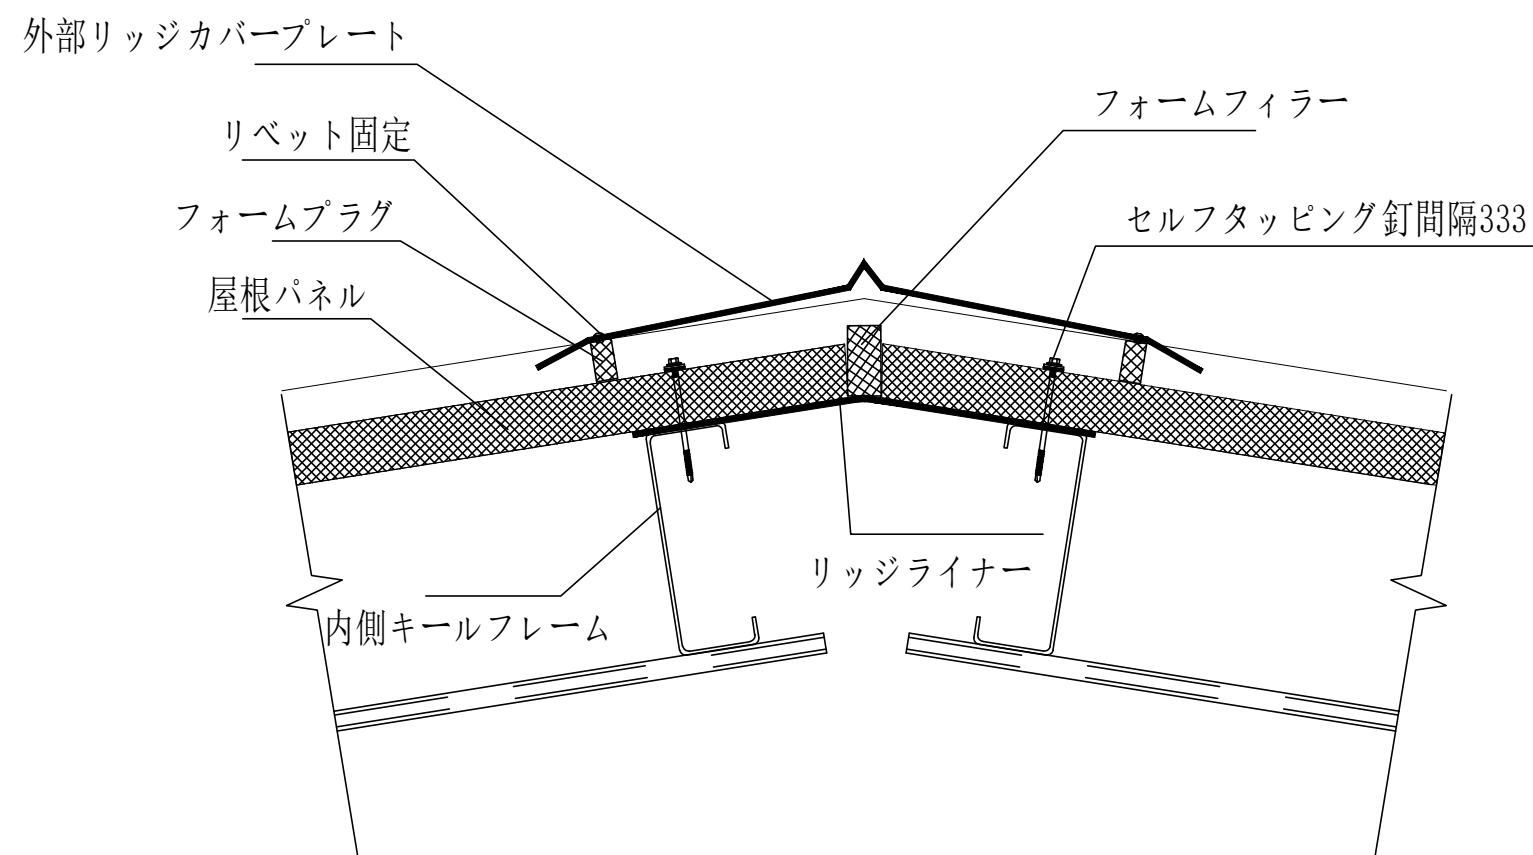 外部リッジカバープレート
フォームフィラー
リベット固定
フォームプラグ
セルフタッピング釘間隔333
屋根パネル
リッジライナー
内側キールフレーム